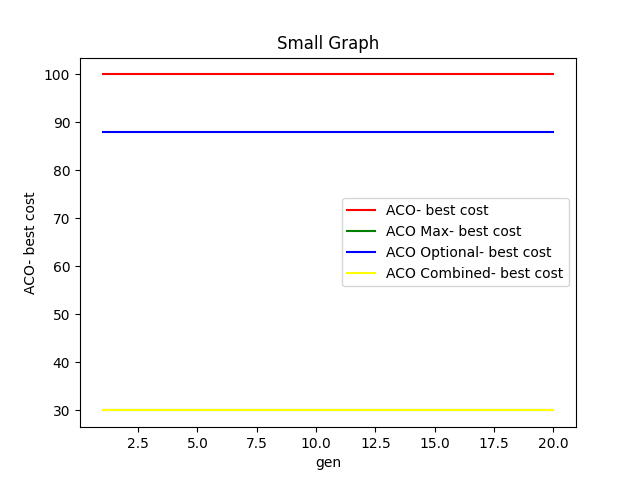 Small Graph
100
90
80
70
60
50
40
30
ACO- best cost
ACO- best cost
ACO Max- best cost
ACO Optional- best cost
ACO Combined- best cost
2.5 5.0 7.5 10.0 12.5 15.0 17.5 20.0
gen